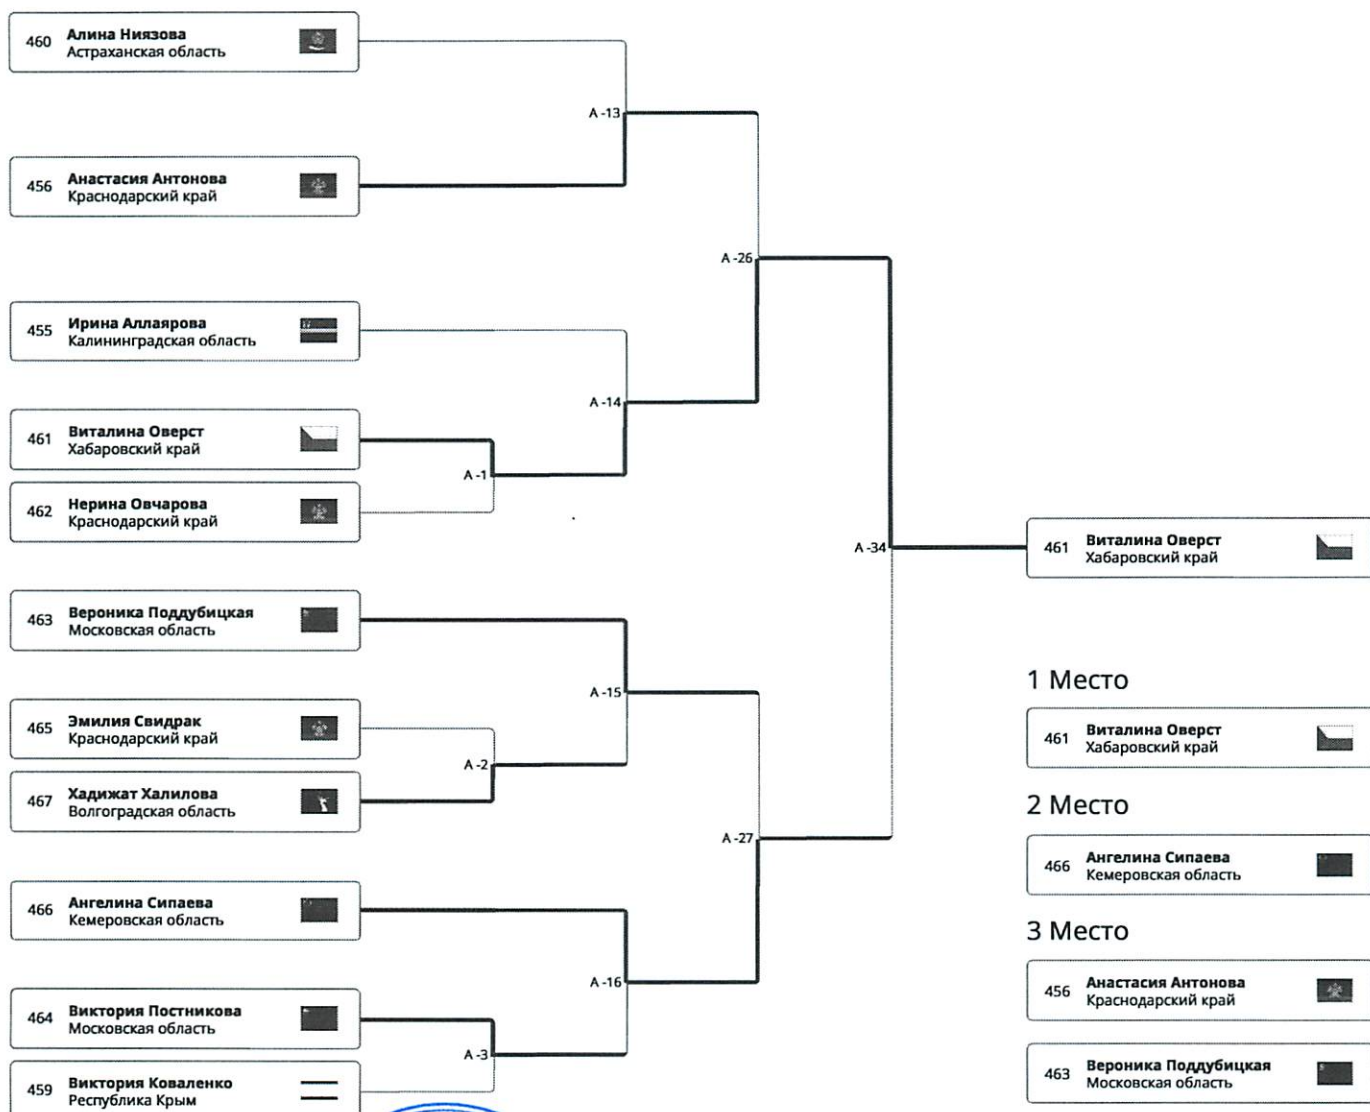 460 Алина Ниязова
Астраханская область
A -13
456 Анастасия Антонова
Краснодарский край
A -26
455 Ирина Аллаярова
Калининградская область
A -14
461 Виталина Оверст
Хабаровский край
A -1
462 Нерина Овчарова
Краснодарский край
A -34
461 Виталина Оверст
Хабаровский край
463 Вероника Поддубицкая
Московская область
A -15
465 Эмилия Свидрак
Краснодарский край
A -2
467 Хадижат Халилова
Волгоградская область
A -27
466 Ангелина Сипаева
Кемеровская область
A -16
464 Виктория Постникова
Московская область
A -3
459 Виктория Коваленко
Республика Крым
1 Место
461 Виталина Оверст
Хабаровский край
2 Место
466 Ангелина Сипаева
Кемеровская область
3 Место
456 Анастасия Антонова
Краснодарский край
463 Вероника Поддубицкая
Московская область